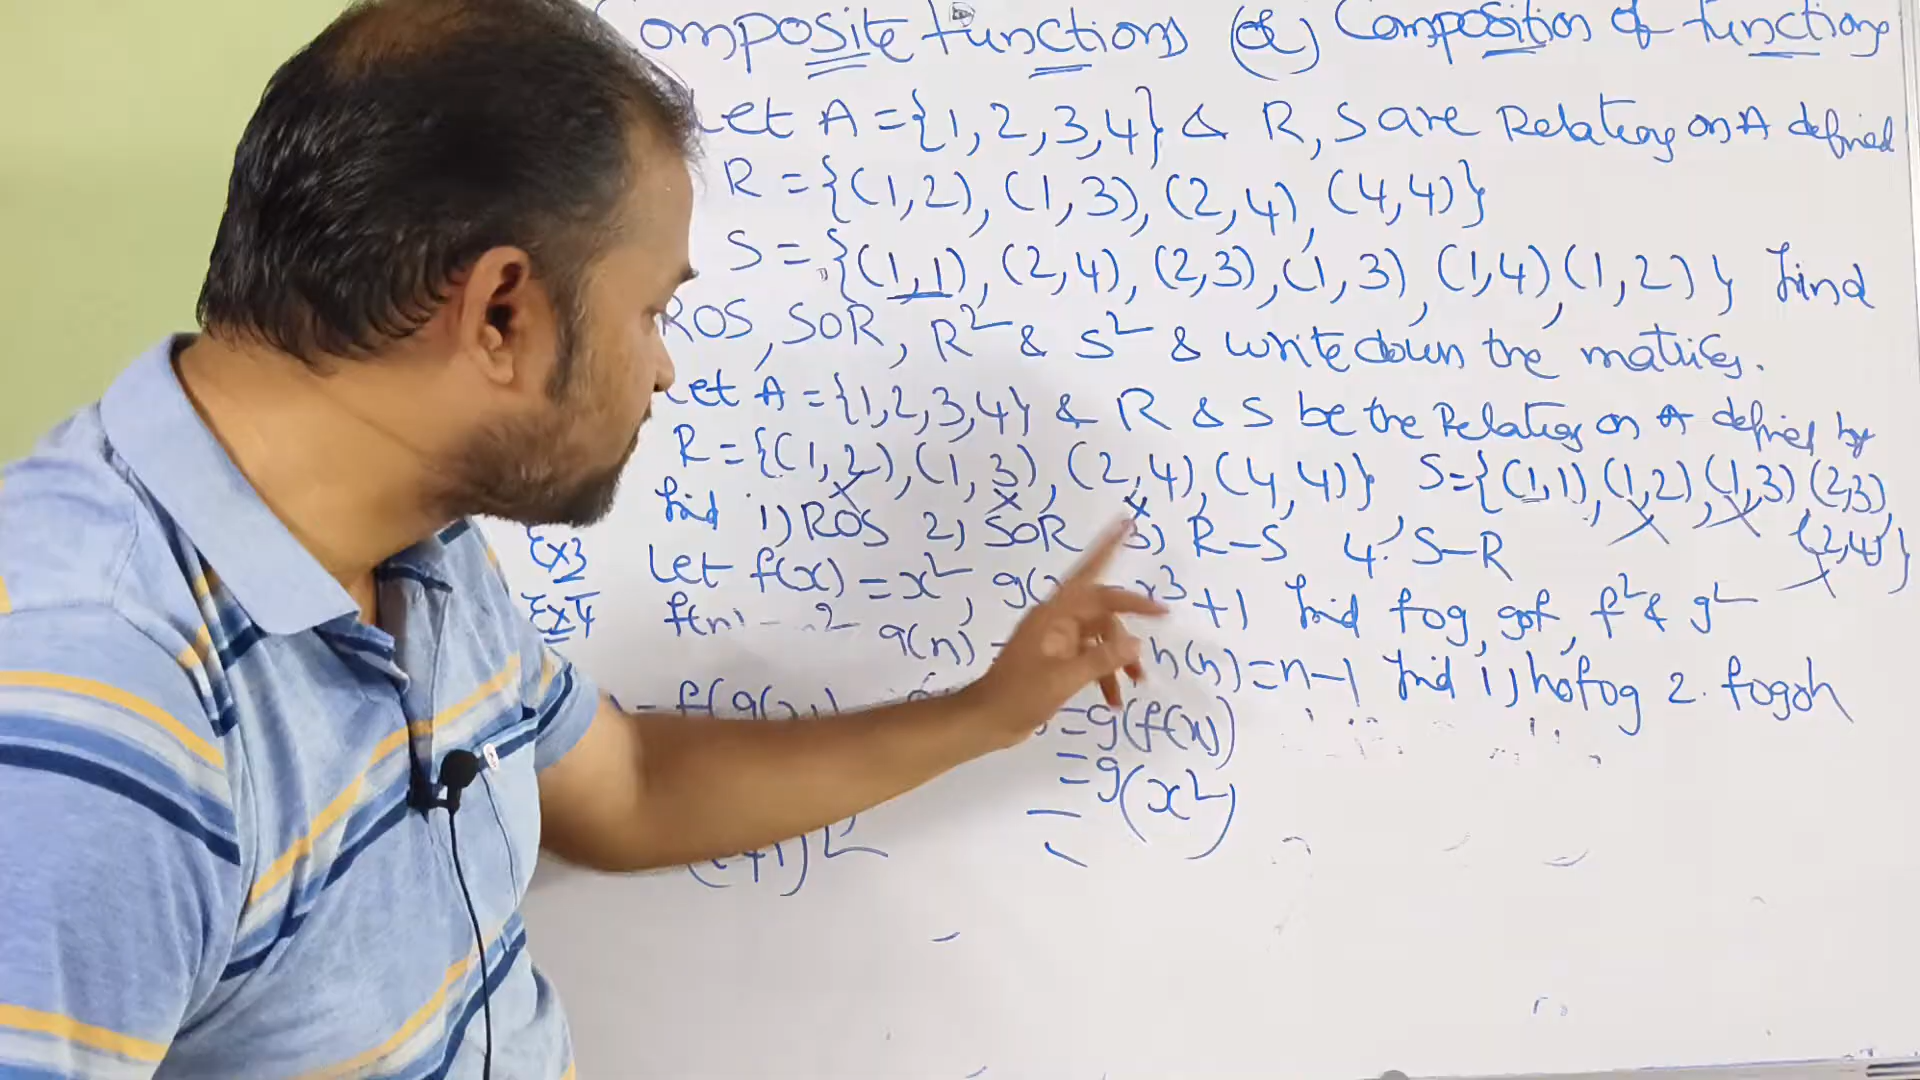 omposite functions (or) Composition of functions
Let A = {1, 2, 3, 4} & R, S are Relations on A defined
R = {(1,2), (1,3), (2,4), (4,4)}
S = {(1,1), (2,4), (2,3), (1,3), (1,4) (1,2)} find
ROS, SOR, R² & S² & write down the matrices.
Let A = {1,2,3,4} & R & S be the Relation on A defined by
R = {(1,2), (1,3), (2,4), (4,4)} S = {(1,1), (1,2), (1,3) (2,3),
(2,4)}
find 1) ROS 2) SOR 3) R-S 4. S-R
Ex3 Let f(x) = x², g(x) = x³+1 find fog, gof, f² & g²
Ex4 f(n) = n² g(n) = h(n) = n-1 find 1) hofog 2. fogoh
= f(g(x)) = g(f(x))
= g(x²)
+1)²
=